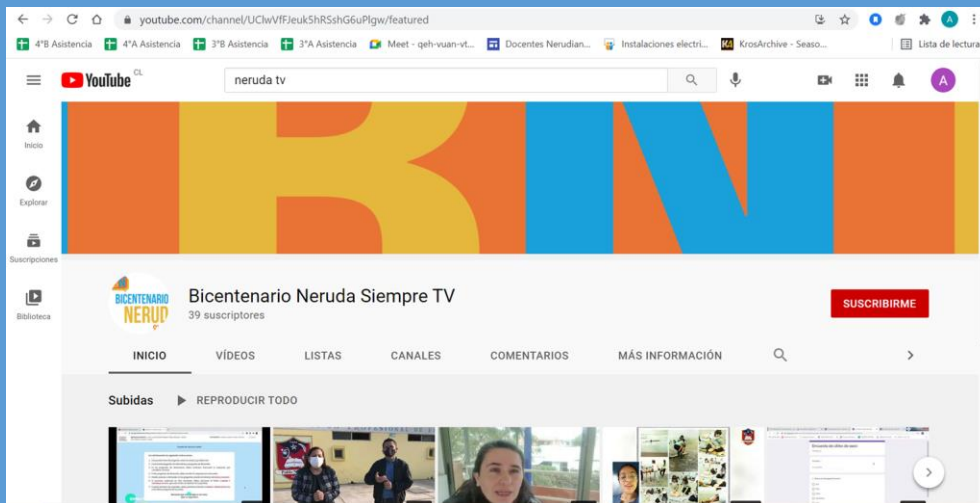 youtube.com/channel/UClwVfFJeuk5hRSshG6uPlgw/featured
4°B Asistencia 4°A Asistencia 3°B Asistencia 3°A Asistencia Meet - qeh-vuan-vt... Docentes Nerudian... Instalaciones electri... KA KrosArchive - Seaso... Lista de lectura
YouTube CL
neruda tv
A
BN
Inicio
Explorar
Suscripciones
Biblioteca
BICENTENARIO
NERUD
Bicentenario Neruda Siempre TV
39 suscriptores
SUSCRIBIRME
INICIO VÍDEOS LISTAS CANALES COMENTARIOS MÁS INFORMACIÓN
Subidas REPRODUCIR TODO